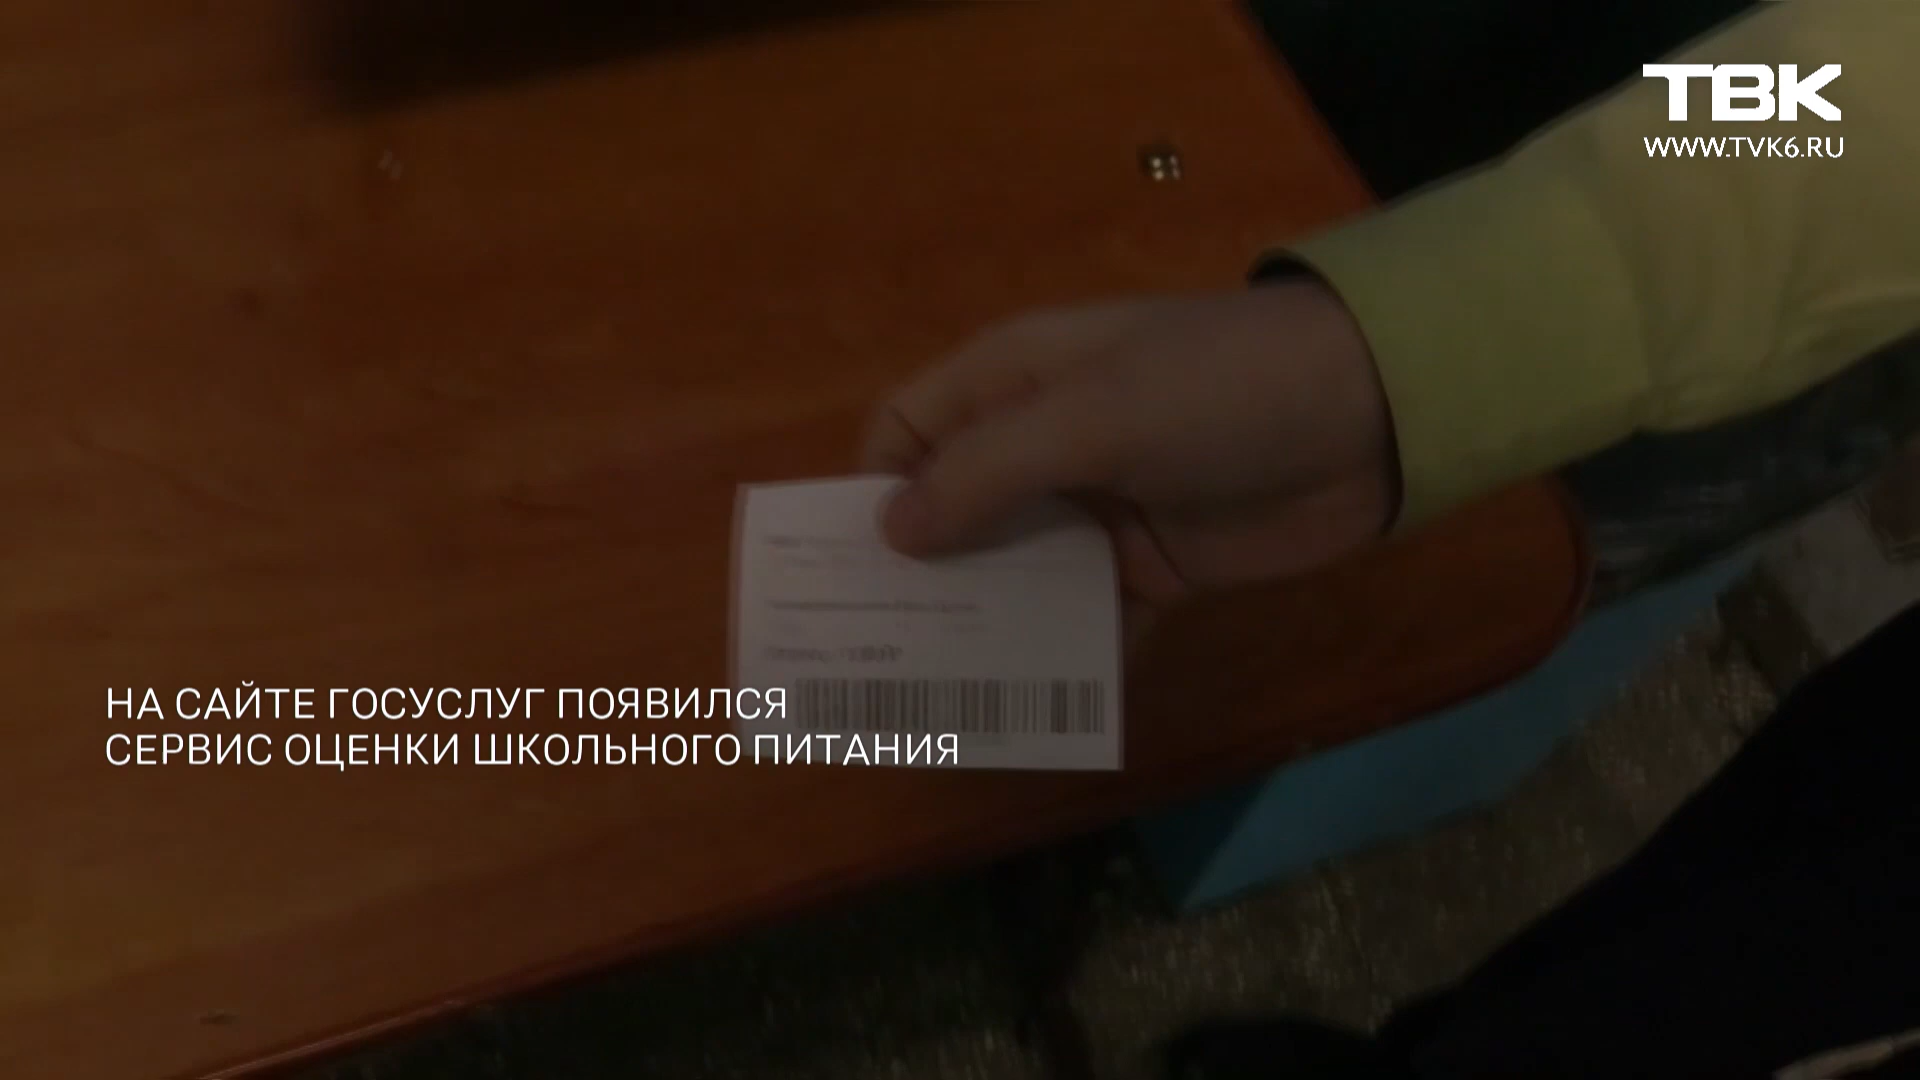 ТВК
WWW.TVK6.RU
НА САЙТЕ ГОСУСЛУГ ПОЯВИЛСЯ
СЕРВИС ОЦЕНКИ ШКОЛЬНОГО ПИТАНИЯ